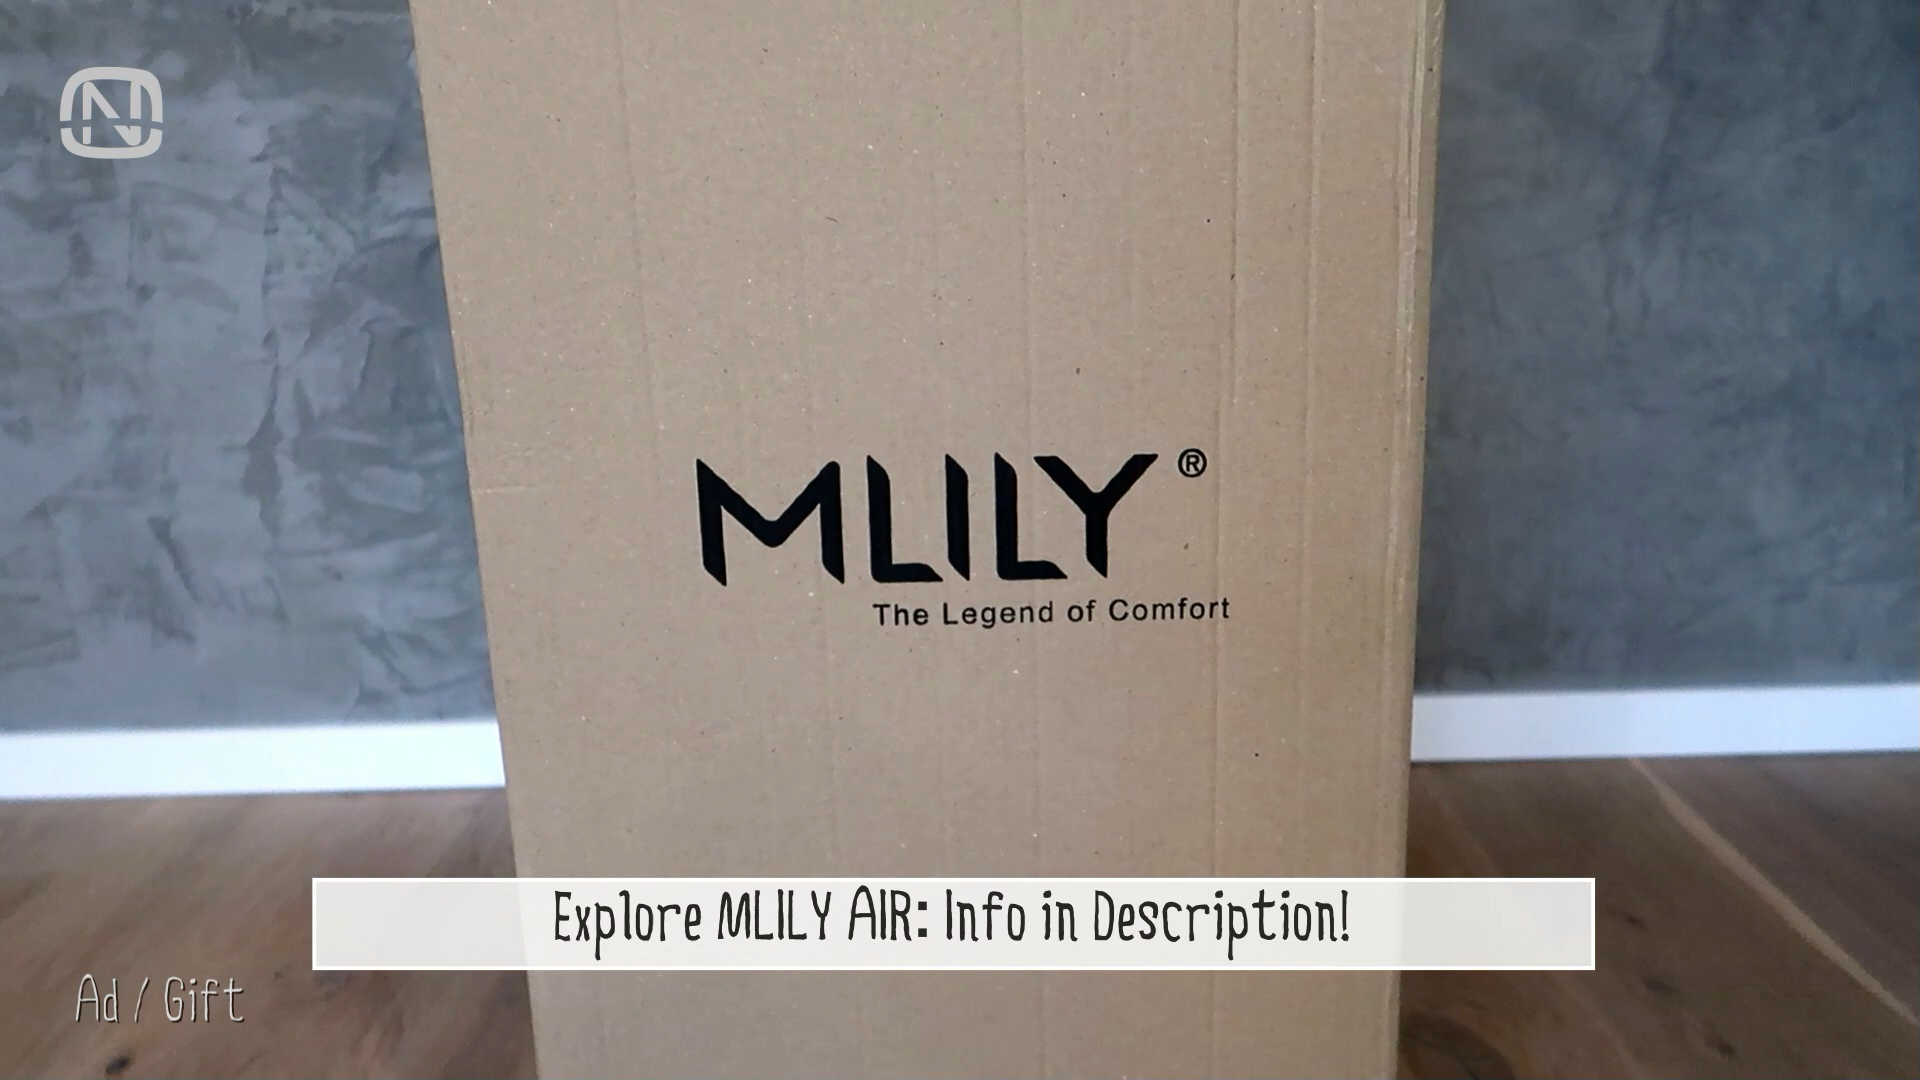 N
MLILY®
The Legend of Comfort
Explore MLILY AIR: Info in Description!
Ad / Gift